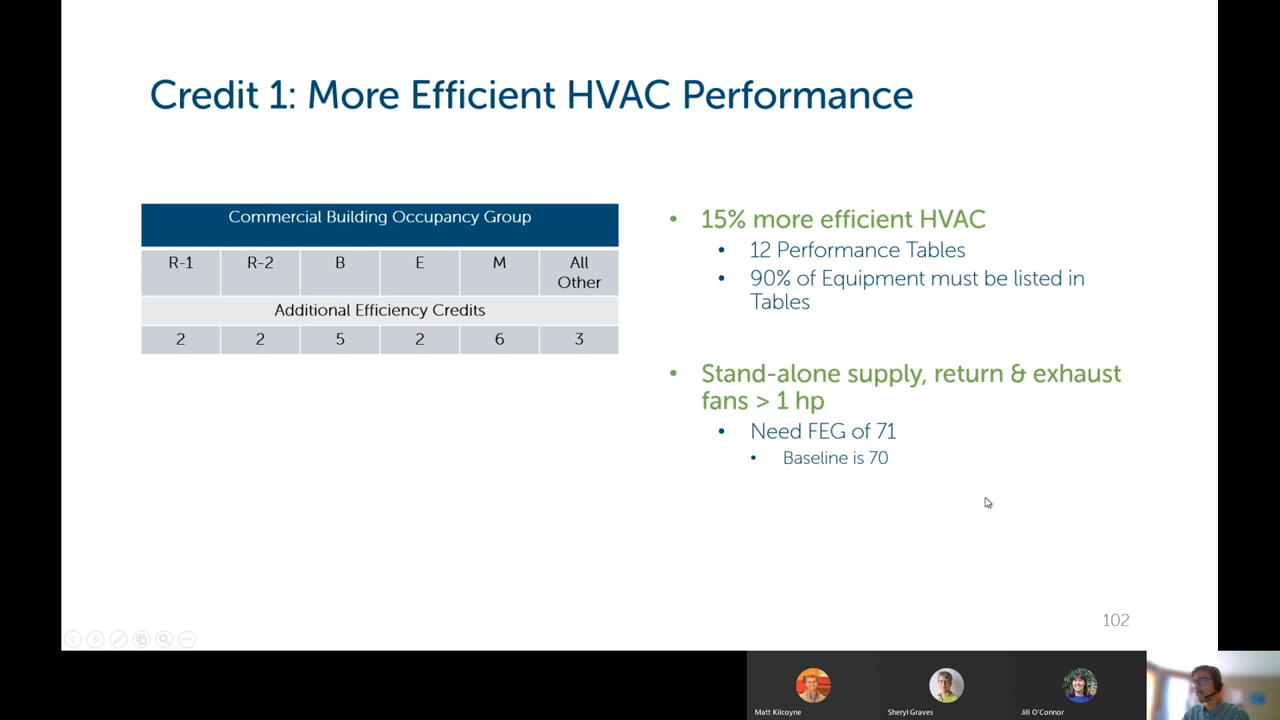 Credit 1: More Efficient HVAC Performance
Commercial Building Occupancy Group
R-1 R-2 B E M All Other
Additional Efficiency Credits
2 2 5 2 6 3
• 15% more efficient HVAC
• 12 Performance Tables
• 90% of Equipment must be listed in
Tables
• Stand-alone supply, return & exhaust
fans > 1 hp
• Need FEG of 71
• Baseline is 70
102
Matt Kilcoyne
Sheryl Graves
Jill O'Connor